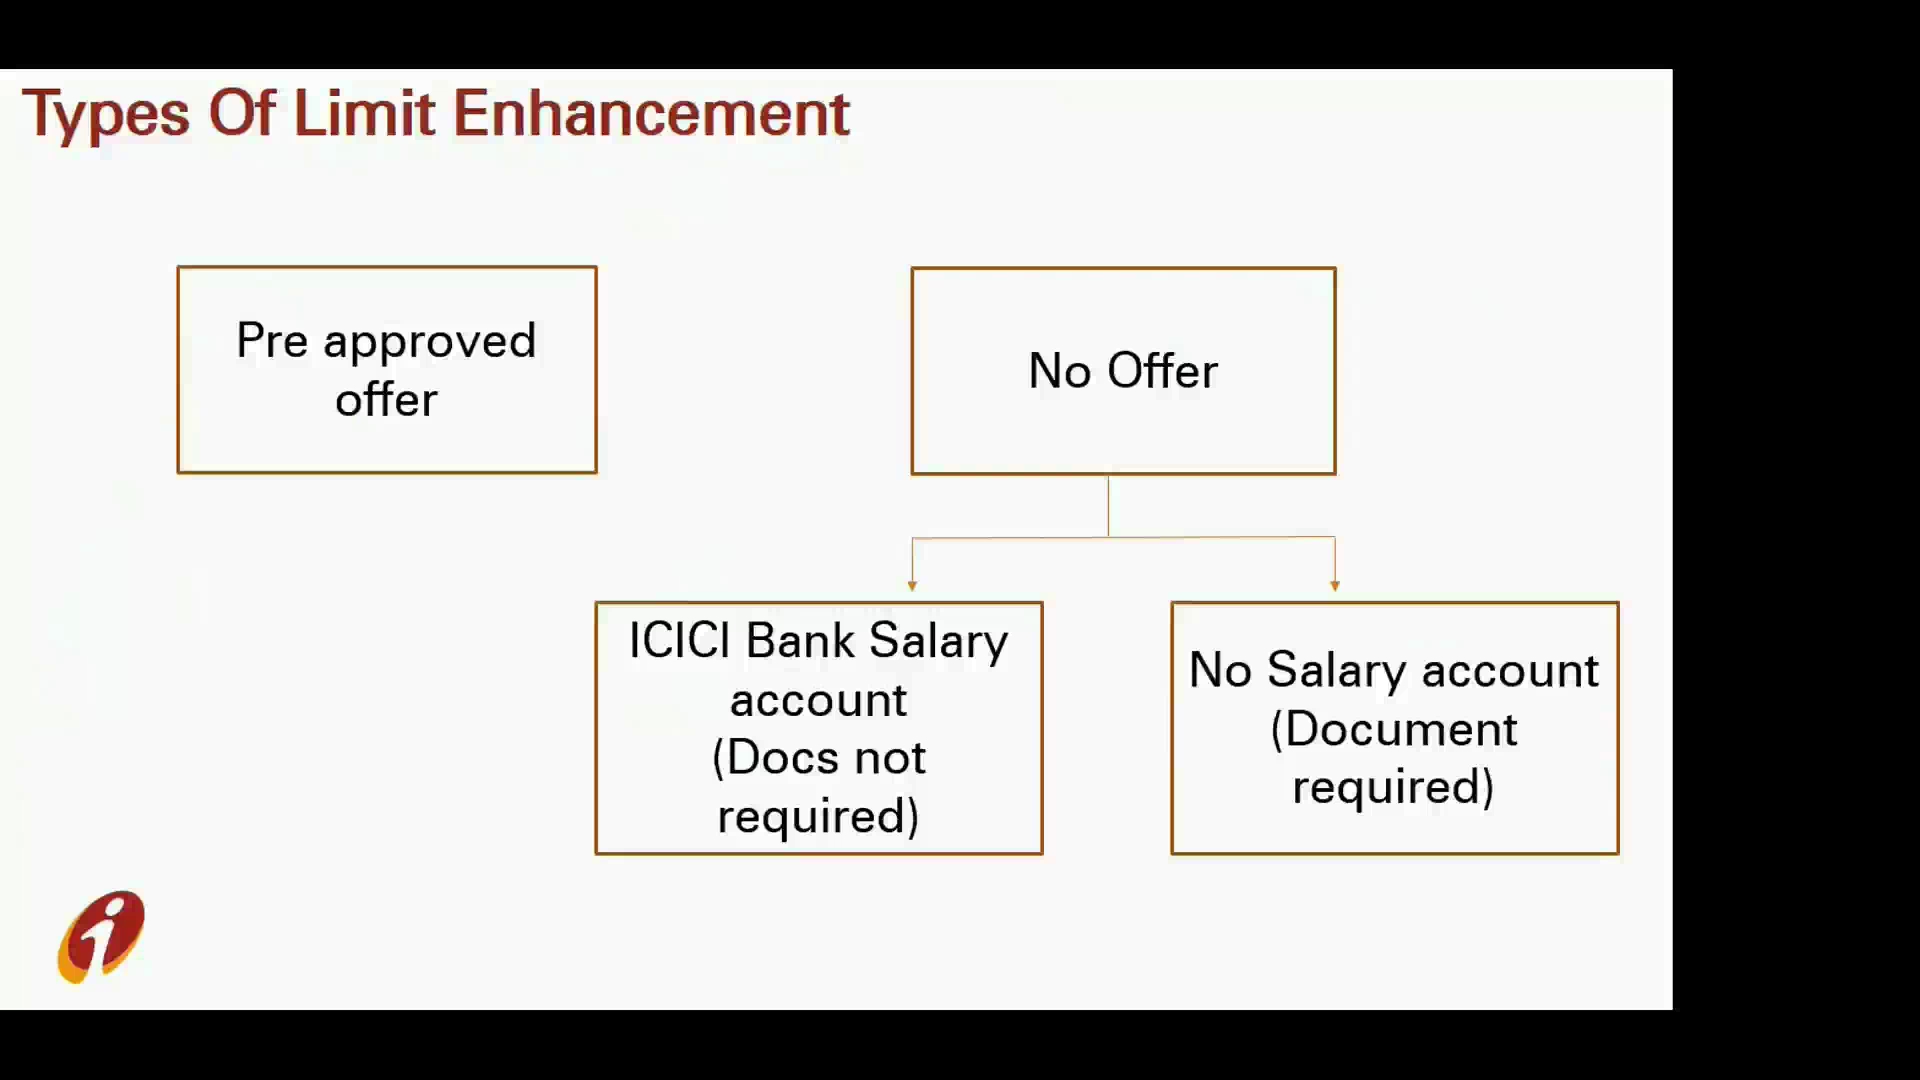 Types Of Limit Enhancement
Pre approved
offer
No Offer
ICICI Bank Salary
account
(Docs not
required)
No Salary account
(Document
required)